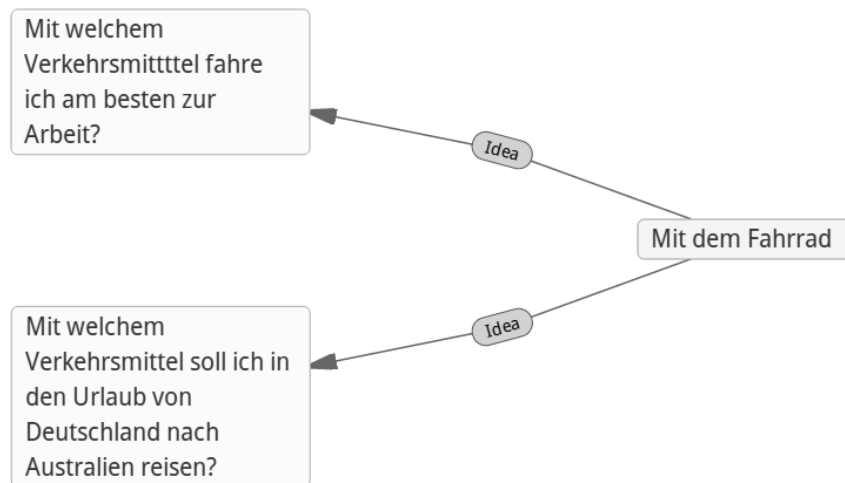 Mit welchem
Verkehrsmittttel fahre
ich am besten zur
Arbeit?
Idea
Mit dem Fahrrad
Idea
Mit welchem
Verkehrsmittel soll ich in
den Urlaub von
Deutschland nach
Australien reisen?